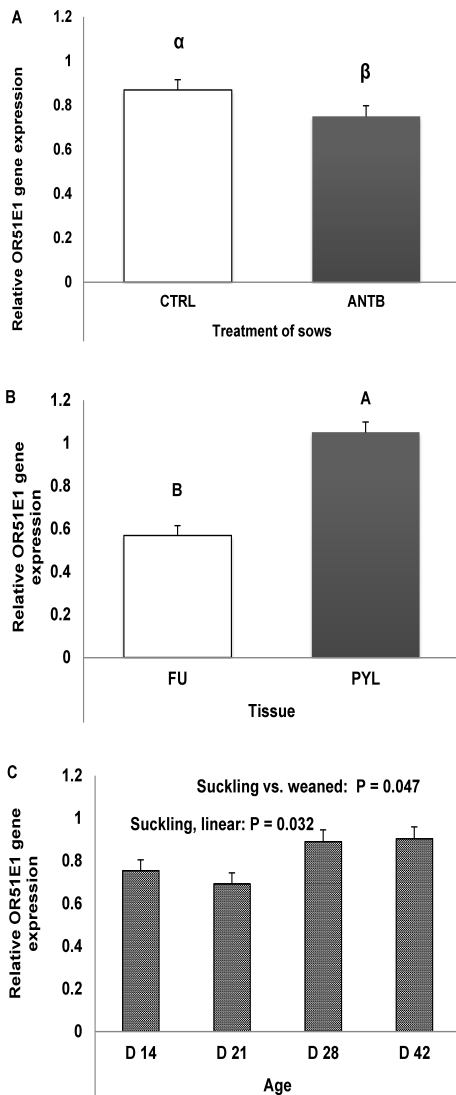 A
Relative OR51E1 gene expression
1.2
1
0.8
0.6
0.4
0.2
0
α
β
CTRL ANTB
Treatment of sows
B
Relative OR51E1 gene
expression
1.2
1
0.8
0.6
0.4
0.2
0
B
A
FU PYL
Tissue
C
Relative OR51E1 gene
expression
1.2
1
0.8
0.6
0.4
0.2
0
Suckling vs. weaned: P = 0.047
Suckling, linear: P = 0.032
D 14 D 21 D 28 D 42
Age